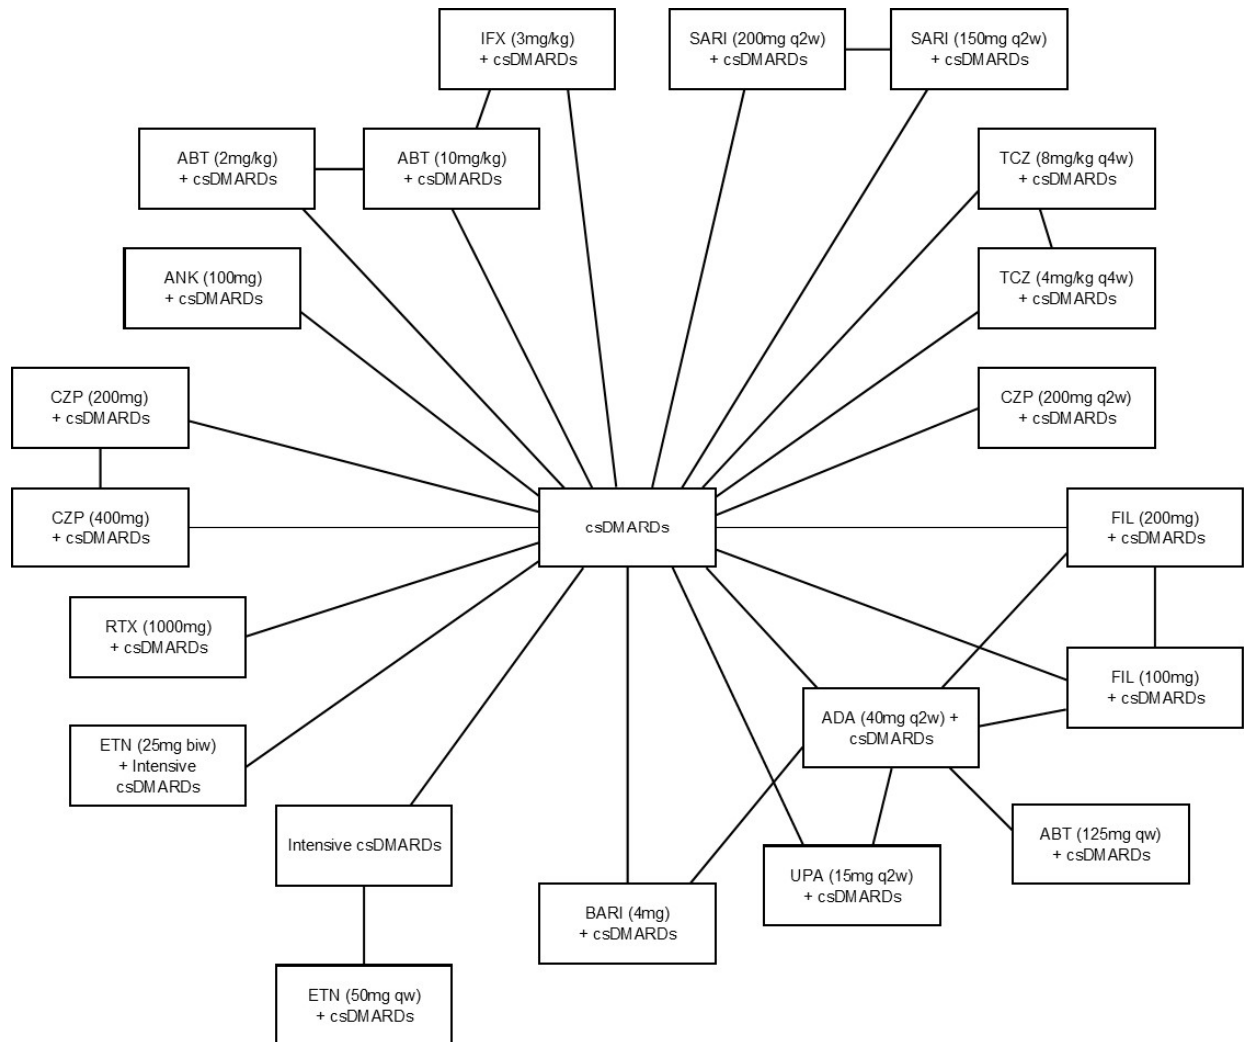 IFX (3mg/kg)
+ csDMARDs
SARI (200mg q2w)
+ csDMARDs
SARI (150mg q2w)
+ csDMARDs
ABT (2mg/kg)
+ csDMARDs
ABT (10mg/kg)
+ csDMARDs
TCZ (8mg/kg q4w)
+ csDMARDs
ANK (100mg)
+ csDMARDs
TCZ (4mg/kg q4w)
+ csDMARDs
CZP (200mg)
+ csDMARDs
CZP (200mg q2w)
+ csDMARDs
CZP (400mg)
+ csDMARDs
csDMARDs
FIL (200mg)
+ csDMARDs
RTX (1000mg)
+ csDMARDs
FIL (100mg)
+ csDMARDs
ADA (40mg q2w) +
csDMARDs
ETN (25mg biw)
+ Intensive
csDMARDs
Intensive csDMARDs
ABT (125mg qw)
+ csDMARDs
UPA (15mg q2w)
+ csDMARDs
BARI (4mg)
+ csDMARDs
ETN (50mg qw)
+ csDMARDs